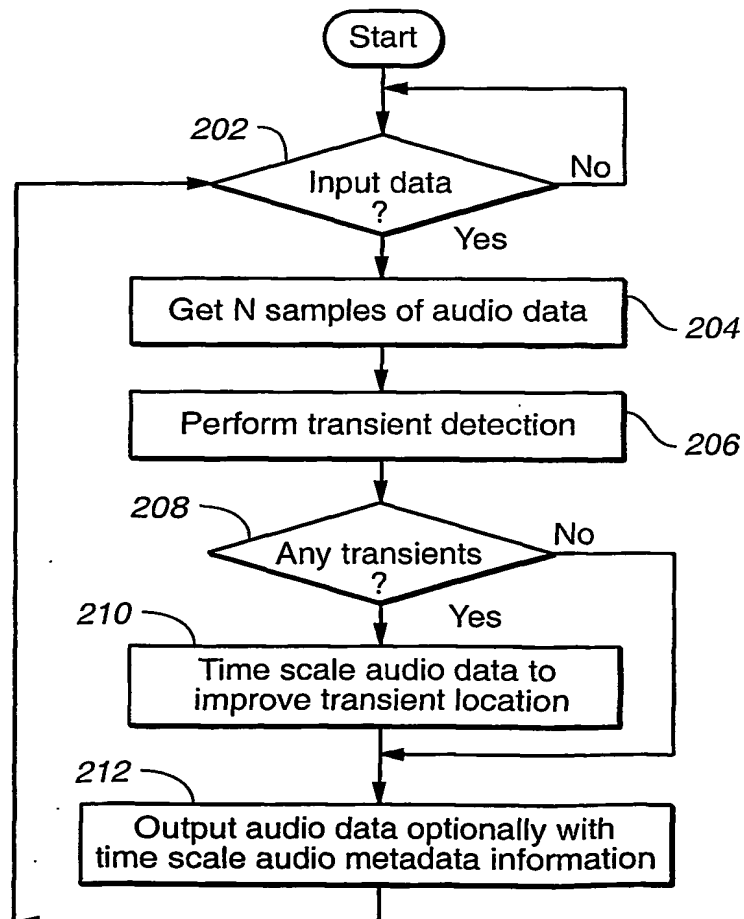 Start
202
Input data
?
No
Yes
Get N samples of audio data
204
Perform transient detection
206
208
Any transients
?
No
Yes
210
Time scale audio data to
improve transient location
212
Output audio data optionally with
time scale audio metadata information